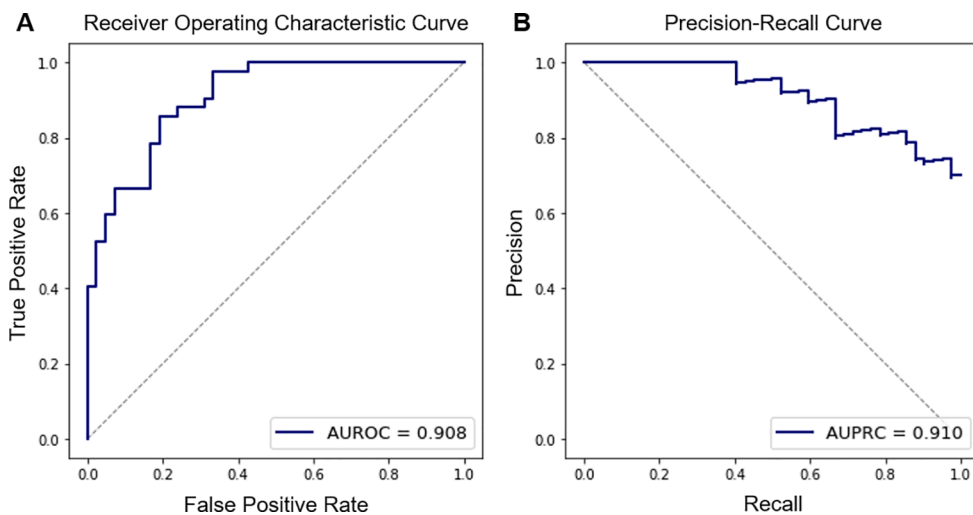 A
Receiver Operating Characteristic Curve
True Positive Rate
1.0
0.8
0.6
0.4
0.2
0.0
AUROC = 0.908
0.0
0.2
0.4
0.6
0.8
1.0
False Positive Rate
B
Precision-Recall Curve
Precision
1.0
0.8
0.6
0.4
0.2
0.0
AUPRC = 0.910
0.0
0.2
0.4
0.6
0.8
1.0
Recall